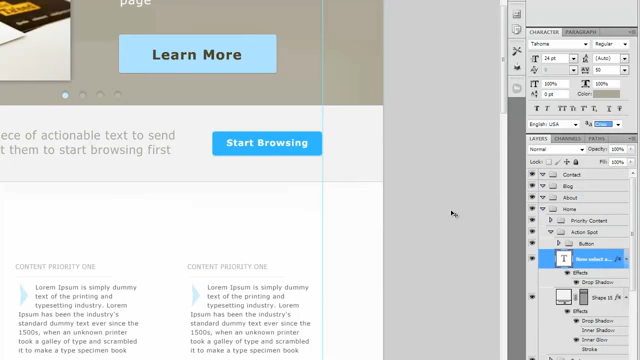 page
Learn More
ece of actionable text to send
t them to start browsing first
Start Browsing
CONTENT PRIORITY ONE
Lorem Ipsum is simply dummy
text of the printing and
typesetting industry. Lorem
Ipsum has been the industry's
standard dummy text ever since the
1500s, when an unknown printer
took a galley of type and scrambled
it to make a type specimen book
CONTENT PRIORITY ONE
Lorem Ipsum is simply dummy
text of the printing and
typesetting industry. Lorem
Ipsum has been the industry's
standard dummy text ever since the
1500s, when an unknown printer
took a galley of type and scrambled
it to make a type specimen book
CHARACTER PARAGRAPH
Tahoma Regular
24 pt (Auto)
0 50
100% 100%
0 pt Color:
English: USA
LAYERS CHANNELS PATHS
Normal Opacity: 100%
Lock: Fill: 100%
Contact
Blog
About
Home
Priority Content
Action Spot
Button
T Now select a...
Effects
Drop Shadow
Shape 15
Effects
Drop Shadow
Inner Shadow
Inner Glow
Stroke